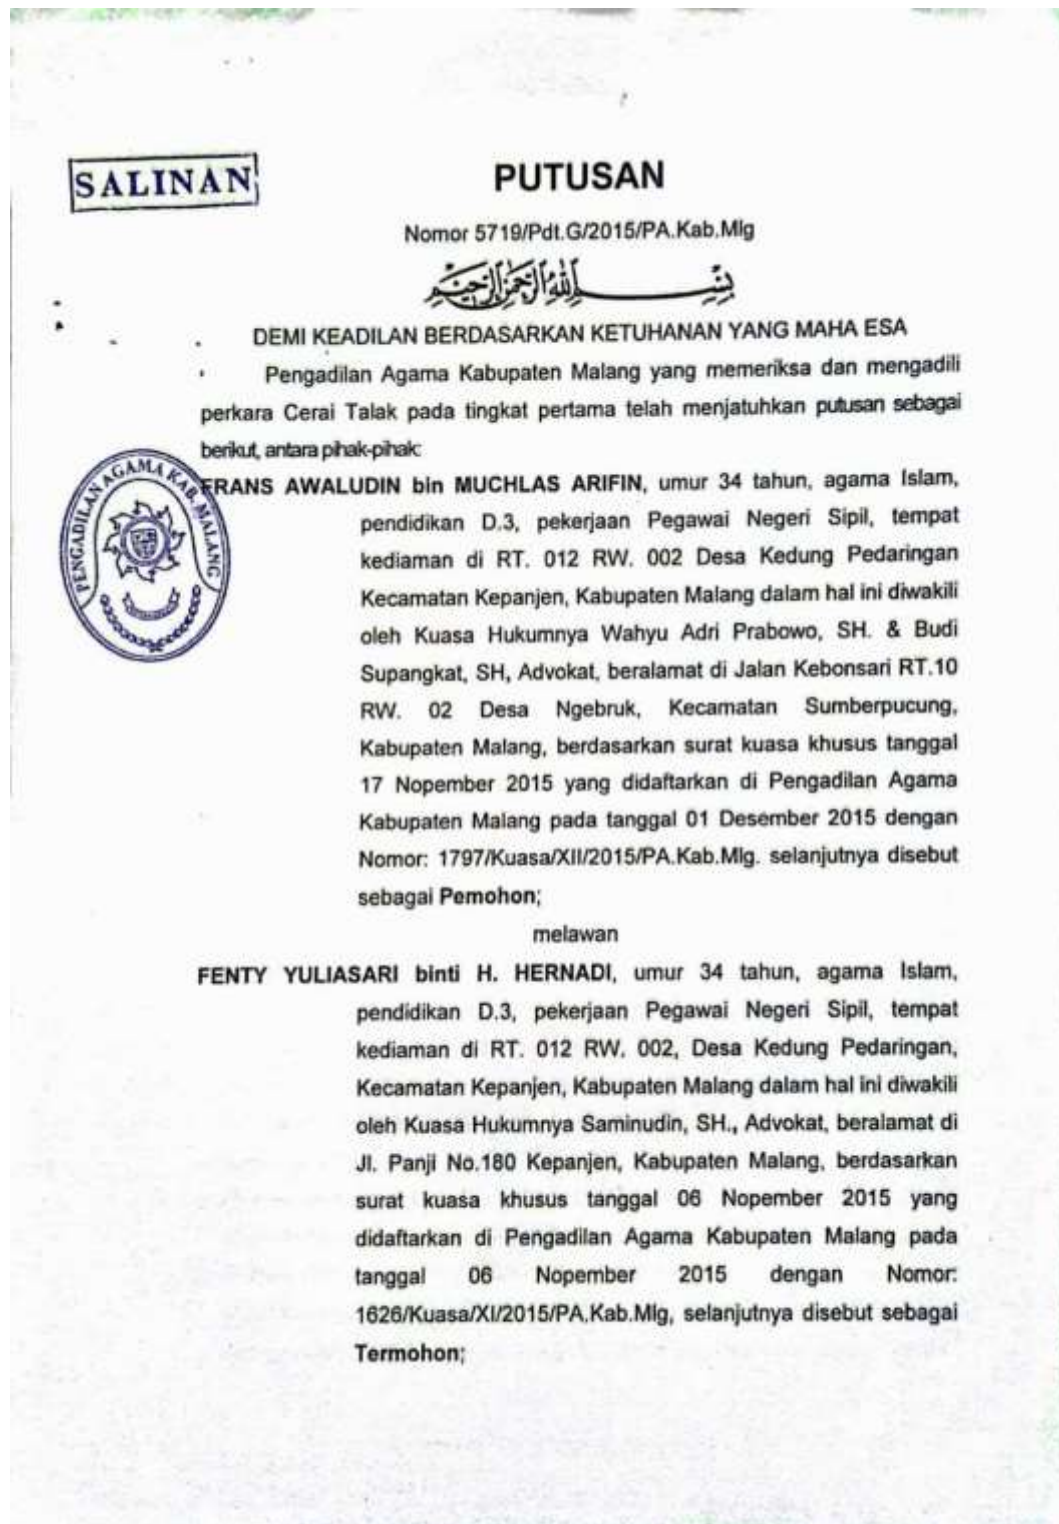 SALINAN
PUTUSAN
Nomor 5719/Pdt.G/2015/PA.Kab.Mlg
بِسْمِ اللهِ الرَّحْمٰنِ الرَّحِيْمِ
DEMI KEADILAN BERDASARKAN KETUHANAN YANG MAHA ESA
Pengadilan Agama Kabupaten Malang yang memeriksa dan mengadili
perkara Cerai Talak pada tingkat pertama telah menjatuhkan putusan sebagai
berikut, antara pihak-pihak:
PENGADILAN AGAMA KAB. MALANG
FRANS AWALUDIN bin MUCHLAS ARIFIN, umur 34 tahun, agama Islam,
pendidikan D.3, pekerjaan Pegawai Negeri Sipil, tempat
kediaman di RT. 012 RW. 002 Desa Kedung Pedaringan
Kecamatan Kepanjen, Kabupaten Malang dalam hal ini diwakili
oleh Kuasa Hukumnya Wahyu Adri Prabowo, SH. & Budi
Supangkat, SH, Advokat, beralamat di Jalan Kebonsari RT.10
RW. 02 Desa Ngebruk, Kecamatan Sumberpucung,
Kabupaten Malang, berdasarkan surat kuasa khusus tanggal
17 Nopember 2015 yang didaftarkan di Pengadilan Agama
Kabupaten Malang pada tanggal 01 Desember 2015 dengan
Nomor: 1797/Kuasa/XII/2015/PA.Kab.Mlg. selanjutnya disebut
sebagai Pemohon;
melawan
FENTY YULIASARI binti H. HERNADI, umur 34 tahun, agama Islam,
pendidikan D.3, pekerjaan Pegawai Negeri Sipil, tempat
kediaman di RT. 012 RW. 002, Desa Kedung Pedaringan,
Kecamatan Kepanjen, Kabupaten Malang dalam hal ini diwakili
oleh Kuasa Hukumnya Saminudin, SH., Advokat, beralamat di
Jl. Panji No.180 Kepanjen, Kabupaten Malang, berdasarkan
surat kuasa khusus tanggal 06 Nopember 2015 yang
didaftarkan di Pengadilan Agama Kabupaten Malang pada
tanggal 06 Nopember 2015 dengan Nomor:
1626/Kuasa/XI/2015/PA.Kab.Mlg, selanjutnya disebut sebagai
Termohon;